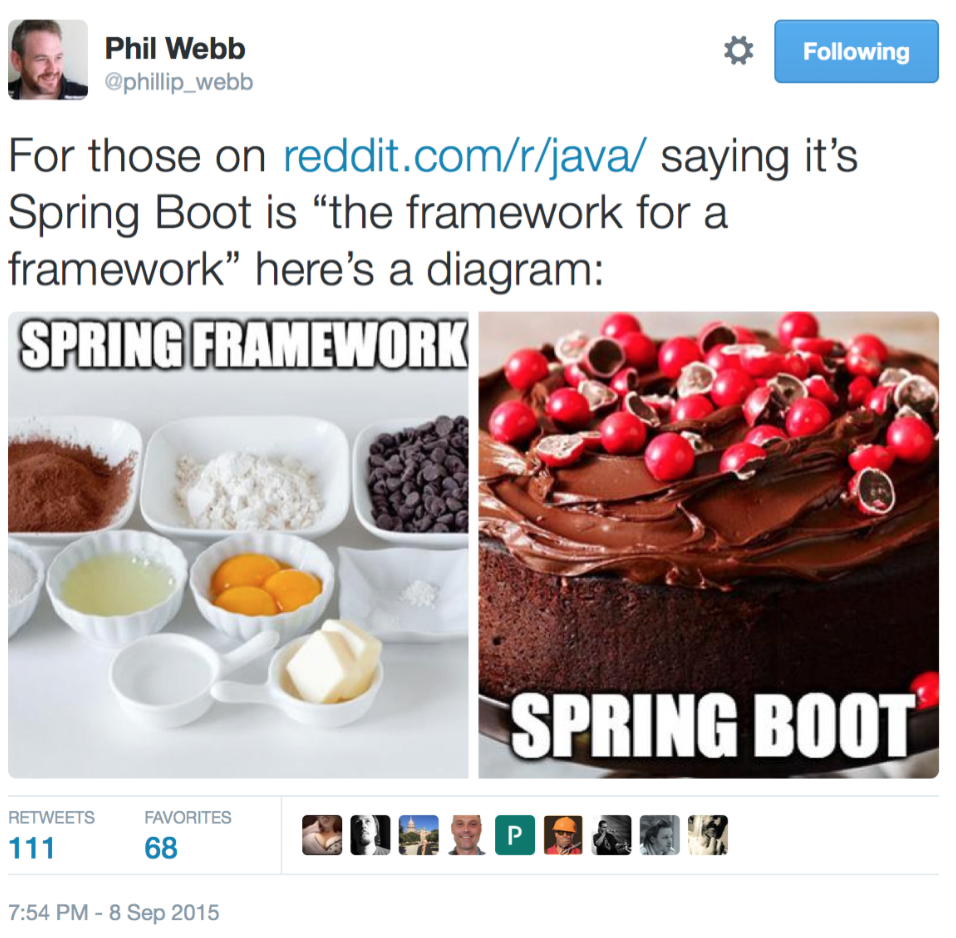 Phil Webb
@phillip_webb
Following
For those on reddit.com/r/java/ saying it’s
Spring Boot is “the framework for a
framework” here’s a diagram:
SPRING FRAMEWORK
SPRING BOOT
RETWEETS
111
FAVORITES
68
P
7:54 PM - 8 Sep 2015